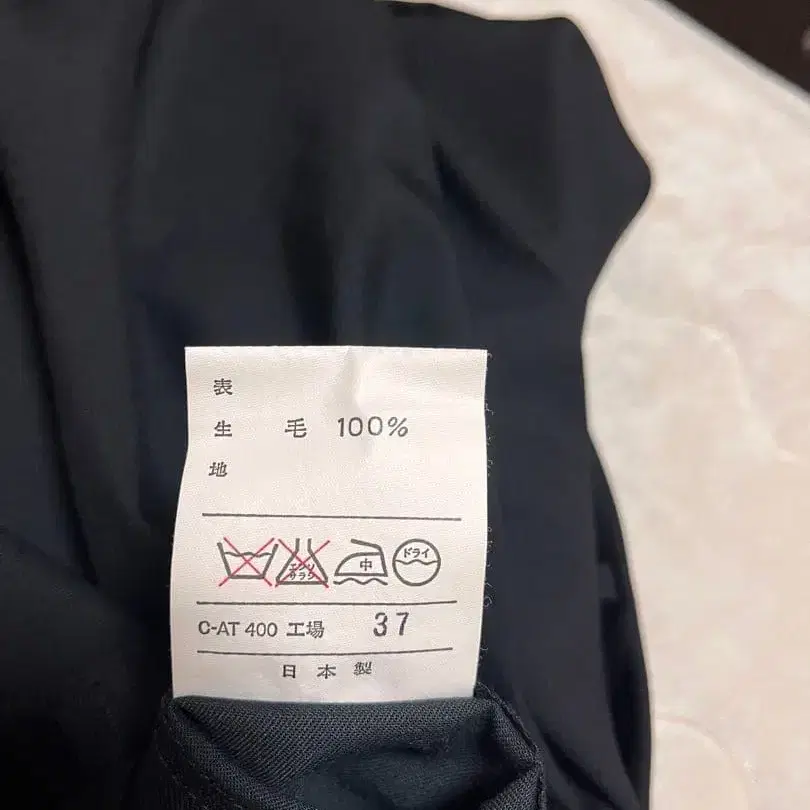 表
生 毛 100%
地
エンソ
サラシ
中
ドライ
C-AT 400 工場 37
日本製